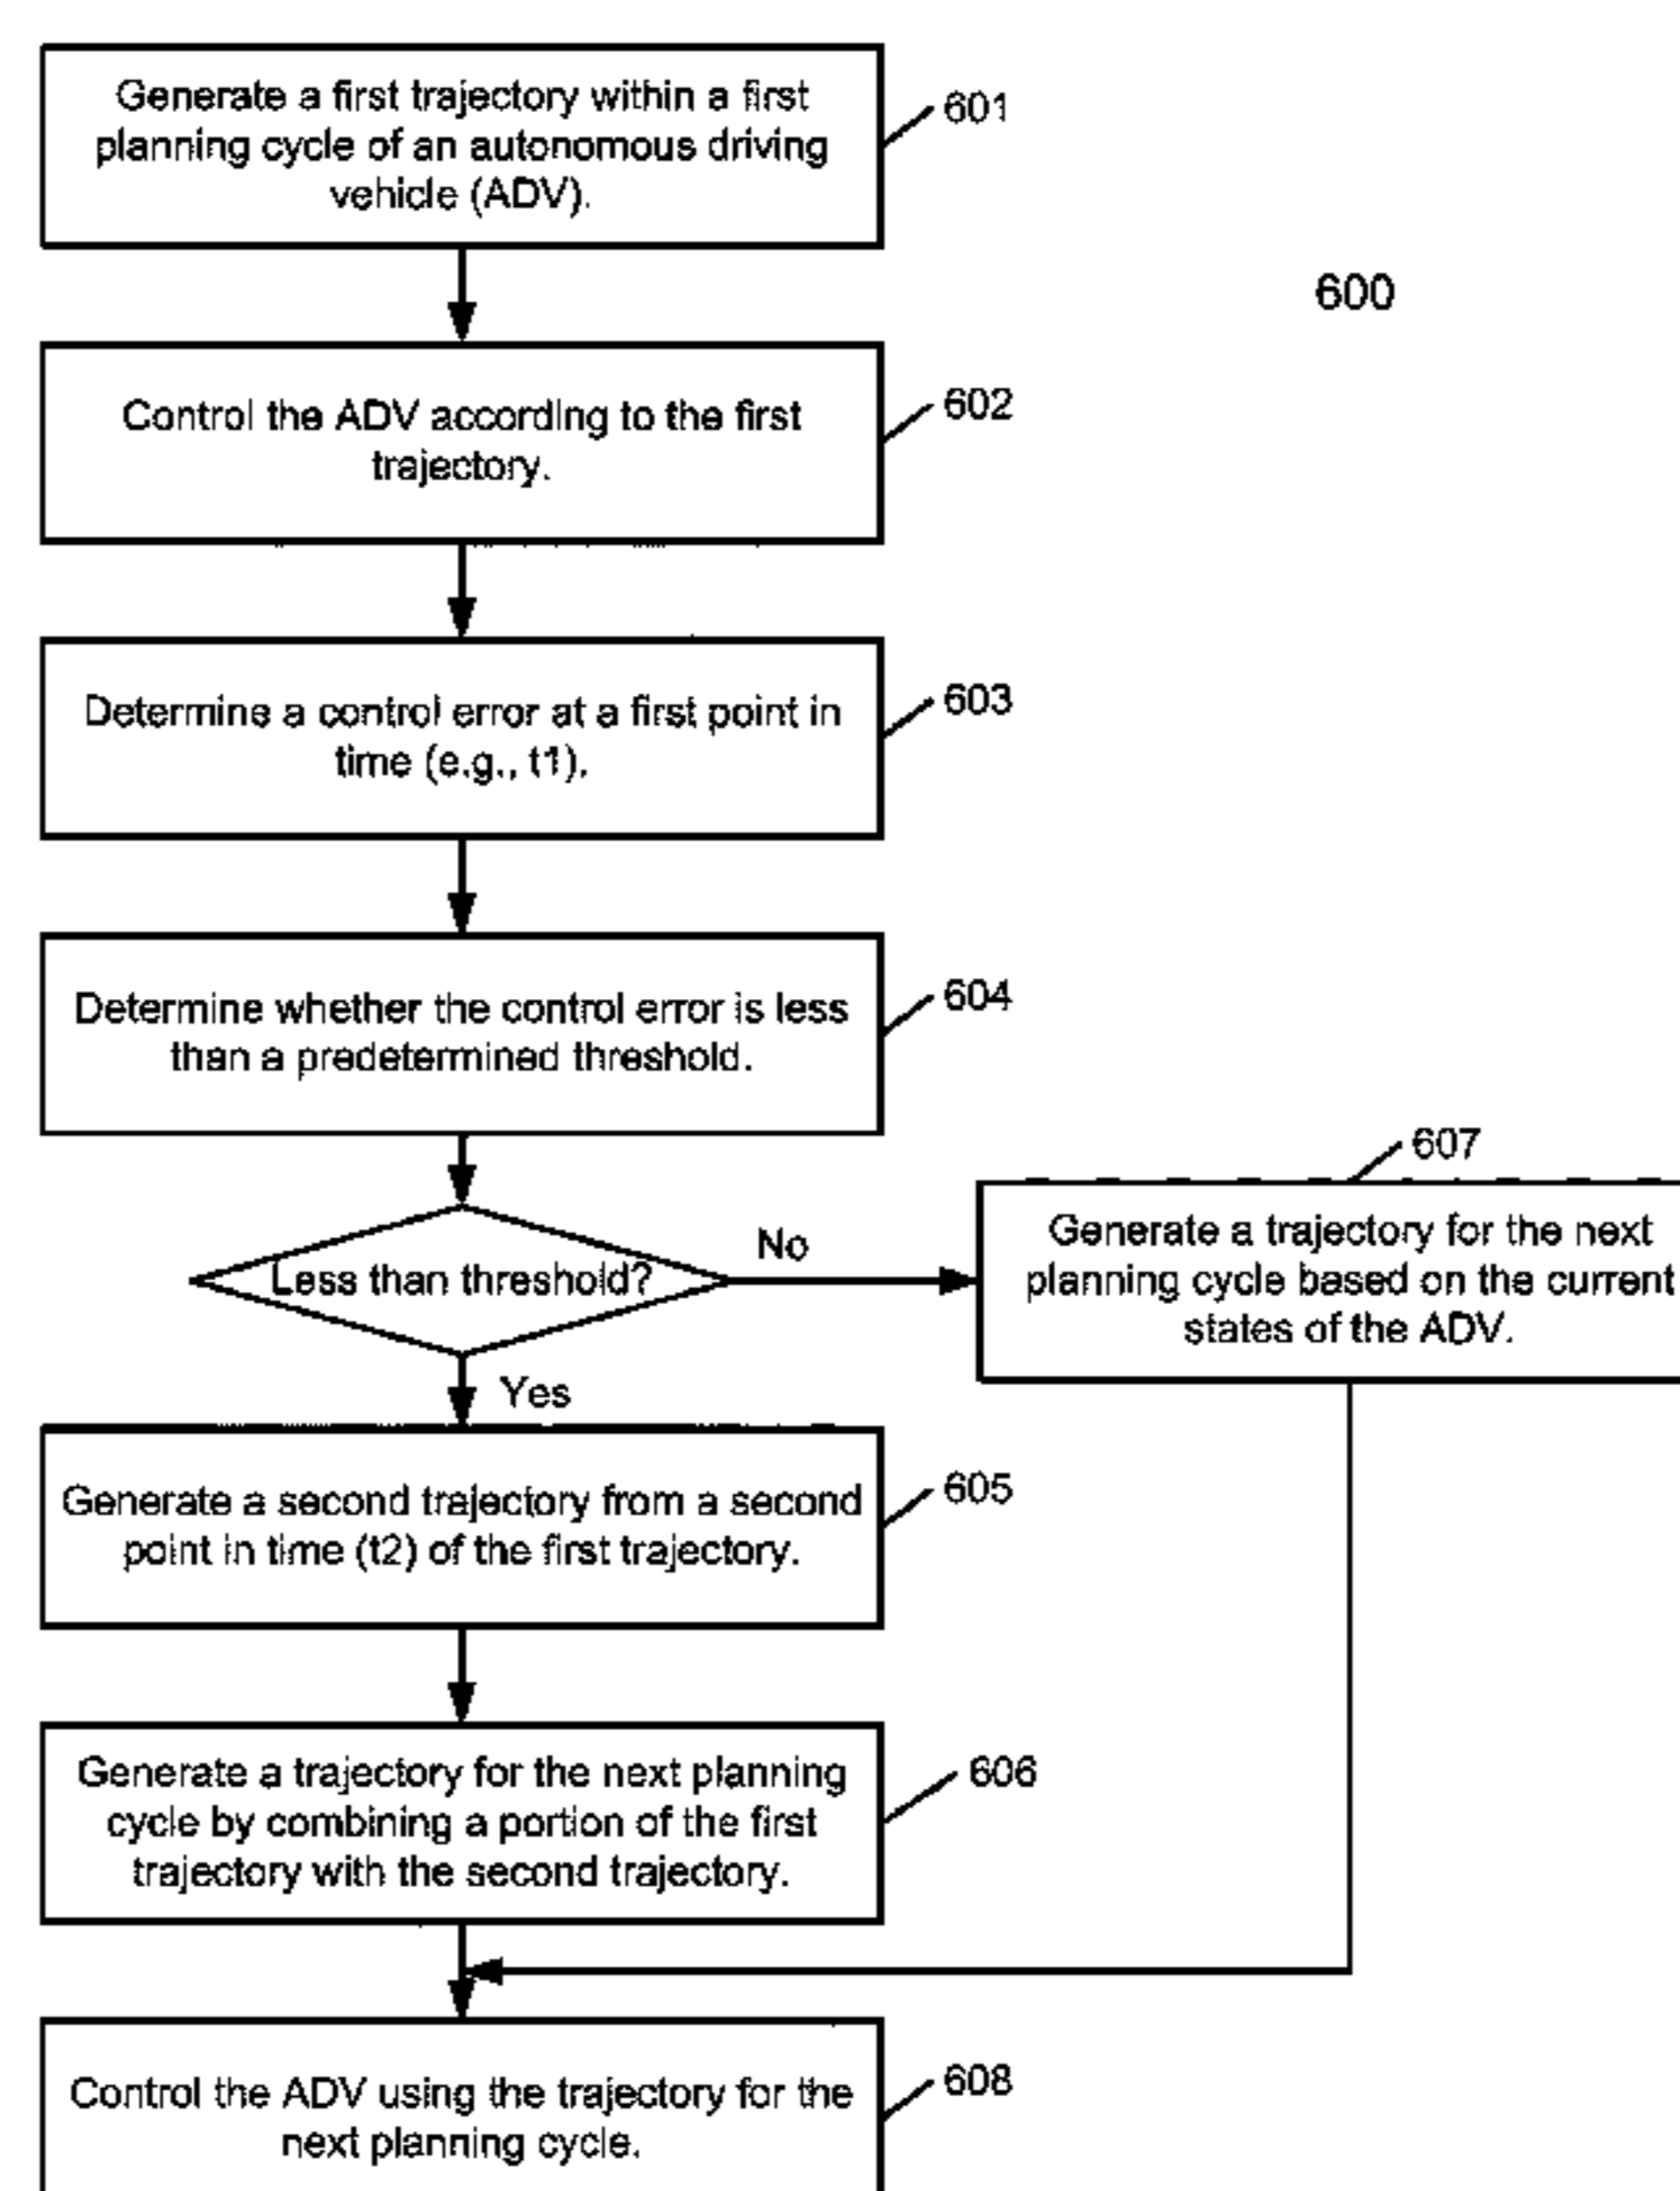 Generate a first trajectory within a first
planning cycle of an autonomous driving
vehicle (ADV).
601
600
Control the ADV according to the first
trajectory.
602
Determine a control error at a first point in
time (e.g., t1).
603
Determine whether the control error is less
than a predetermined threshold.
604
607
Less than threshold?
No
Generate a trajectory for the next
planning cycle based on the current
states of the ADV.
Yes
Generate a second trajectory from a second
point in time (t2) of the first trajectory.
605
Generate a trajectory for the next planning
cycle by combining a portion of the first
trajectory with the second trajectory.
606
Control the ADV using the trajectory for the
next planning cycle.
608